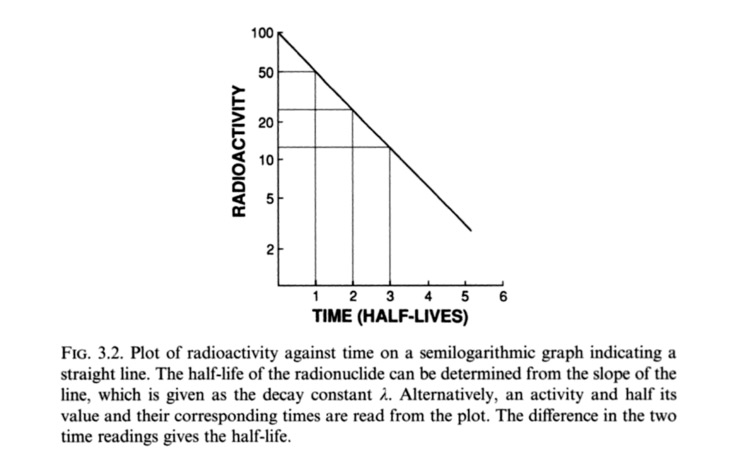 100
50
20
10
5
2
RADIOACTIVITY
1 2 3 4 5 6
TIME (HALF-LIVES)
FIG. 3.2. Plot of radioactivity against time on a semilogarithmic graph indicating a
straight line. The half-life of the radionuclide can be determined from the slope of the
line, which is given as the decay constant λ. Alternatively, an activity and half its
value and their corresponding times are read from the plot. The difference in the two
time readings gives the half-life.